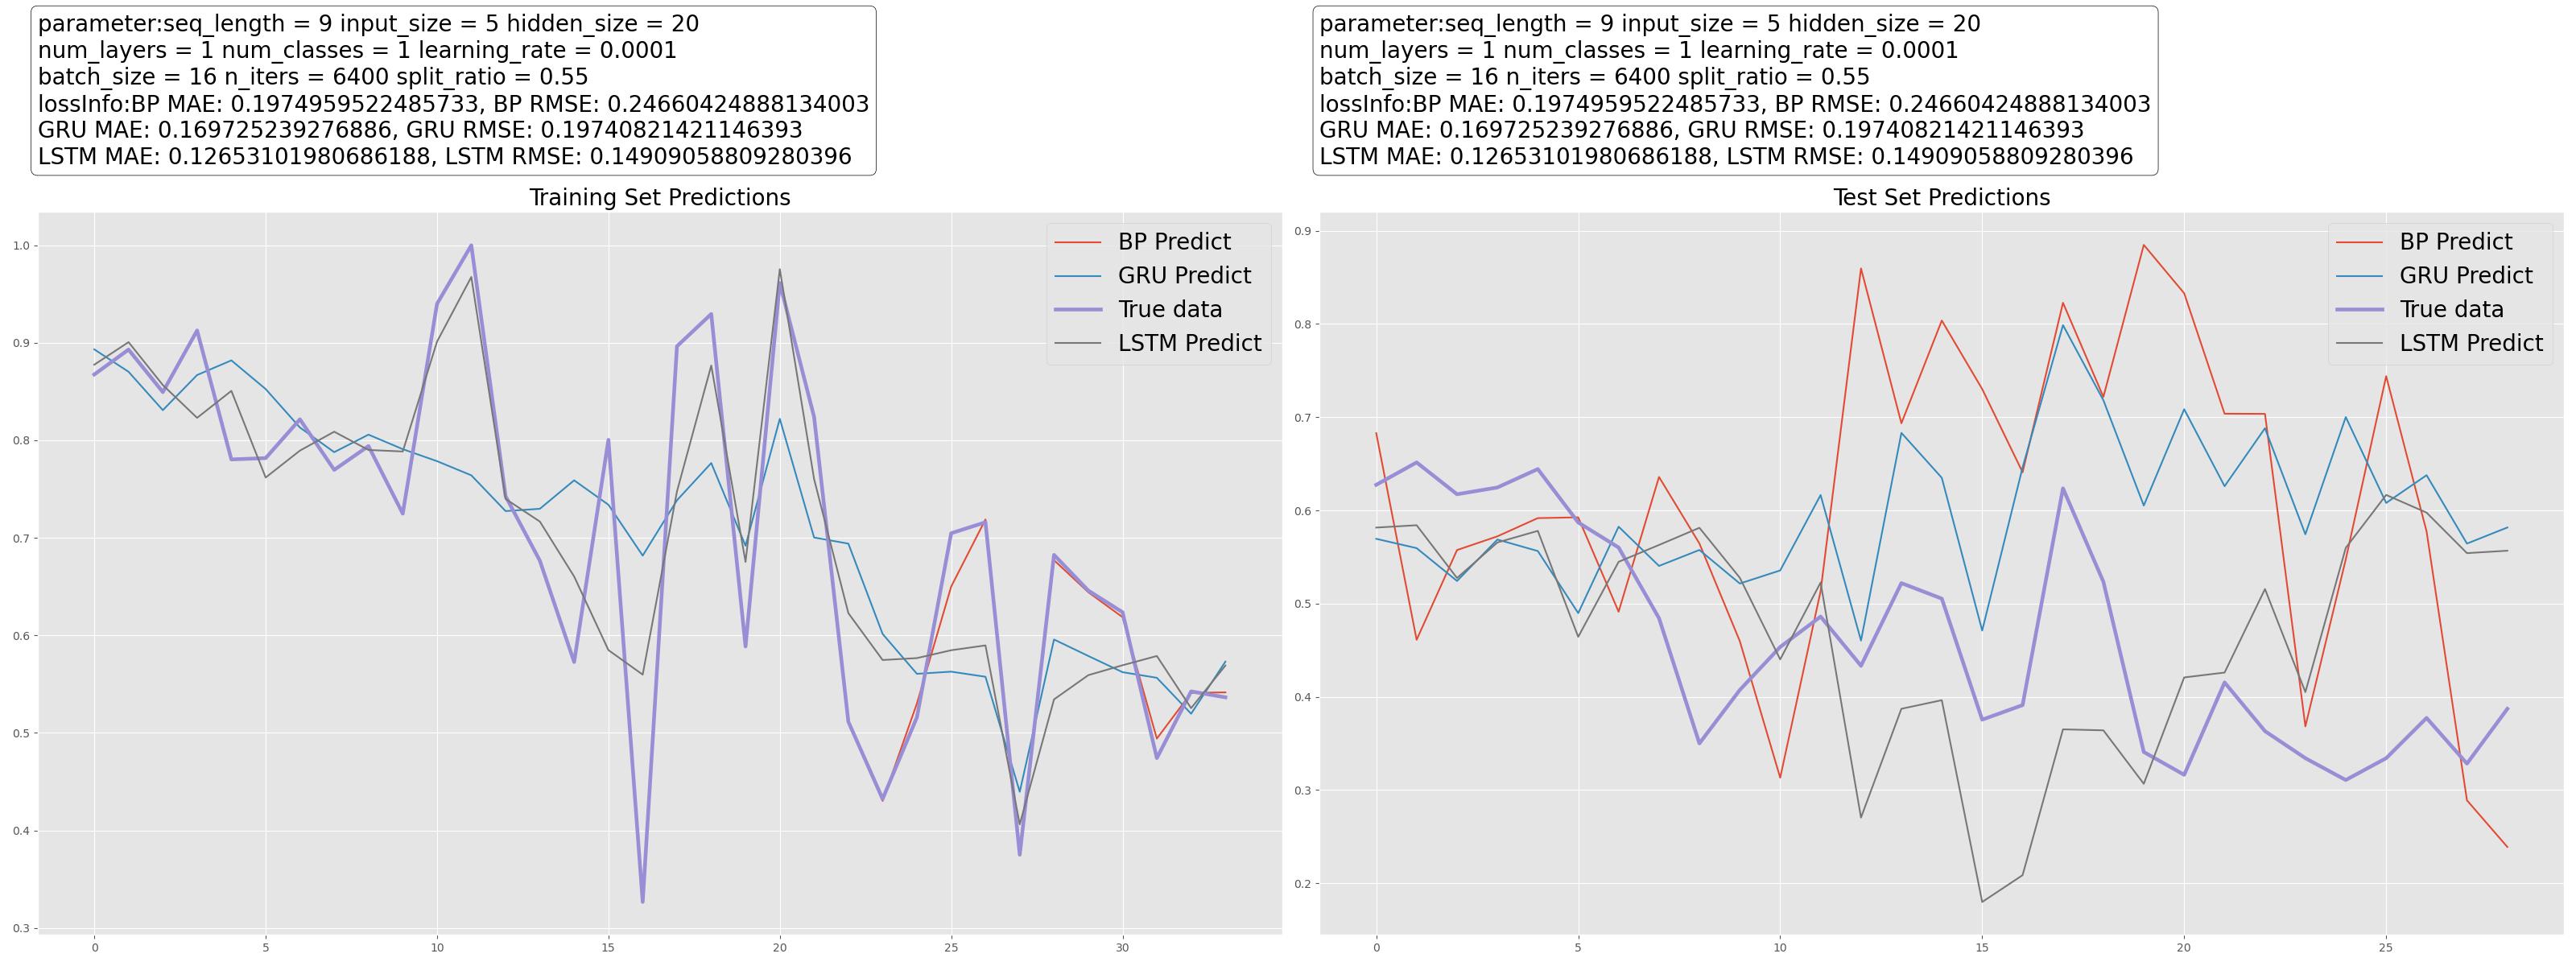 parameter:seq_length = 9 input_size = 5 hidden_size = 20
num_layers = 1 num_classes = 1 learning_rate = 0.0001
batch_size = 16 n_iters = 6400 split_ratio = 0.55
lossInfo:BP MAE: 0.1974959522485733, BP RMSE: 0.24660424888134003
GRU MAE: 0.169725239276886, GRU RMSE: 0.19740821421146393
LSTM MAE: 0.12653101980686188, LSTM RMSE: 0.14909058809280396
Training Set Predictions
BP Predict
GRU Predict
True data
LSTM Predict
1.0
0.9
0.8
0.7
0.6
0.5
0.4
0.3
0 5 10 15 20 25 30
parameter:seq_length = 9 input_size = 5 hidden_size = 20
num_layers = 1 num_classes = 1 learning_rate = 0.0001
batch_size = 16 n_iters = 6400 split_ratio = 0.55
lossInfo:BP MAE: 0.1974959522485733, BP RMSE: 0.24660424888134003
GRU MAE: 0.169725239276886, GRU RMSE: 0.19740821421146393
LSTM MAE: 0.12653101980686188, LSTM RMSE: 0.14909058809280396
Test Set Predictions
BP Predict
GRU Predict
True data
LSTM Predict
0.9
0.8
0.7
0.6
0.5
0.4
0.3
0.2
0 5 10 15 20 25